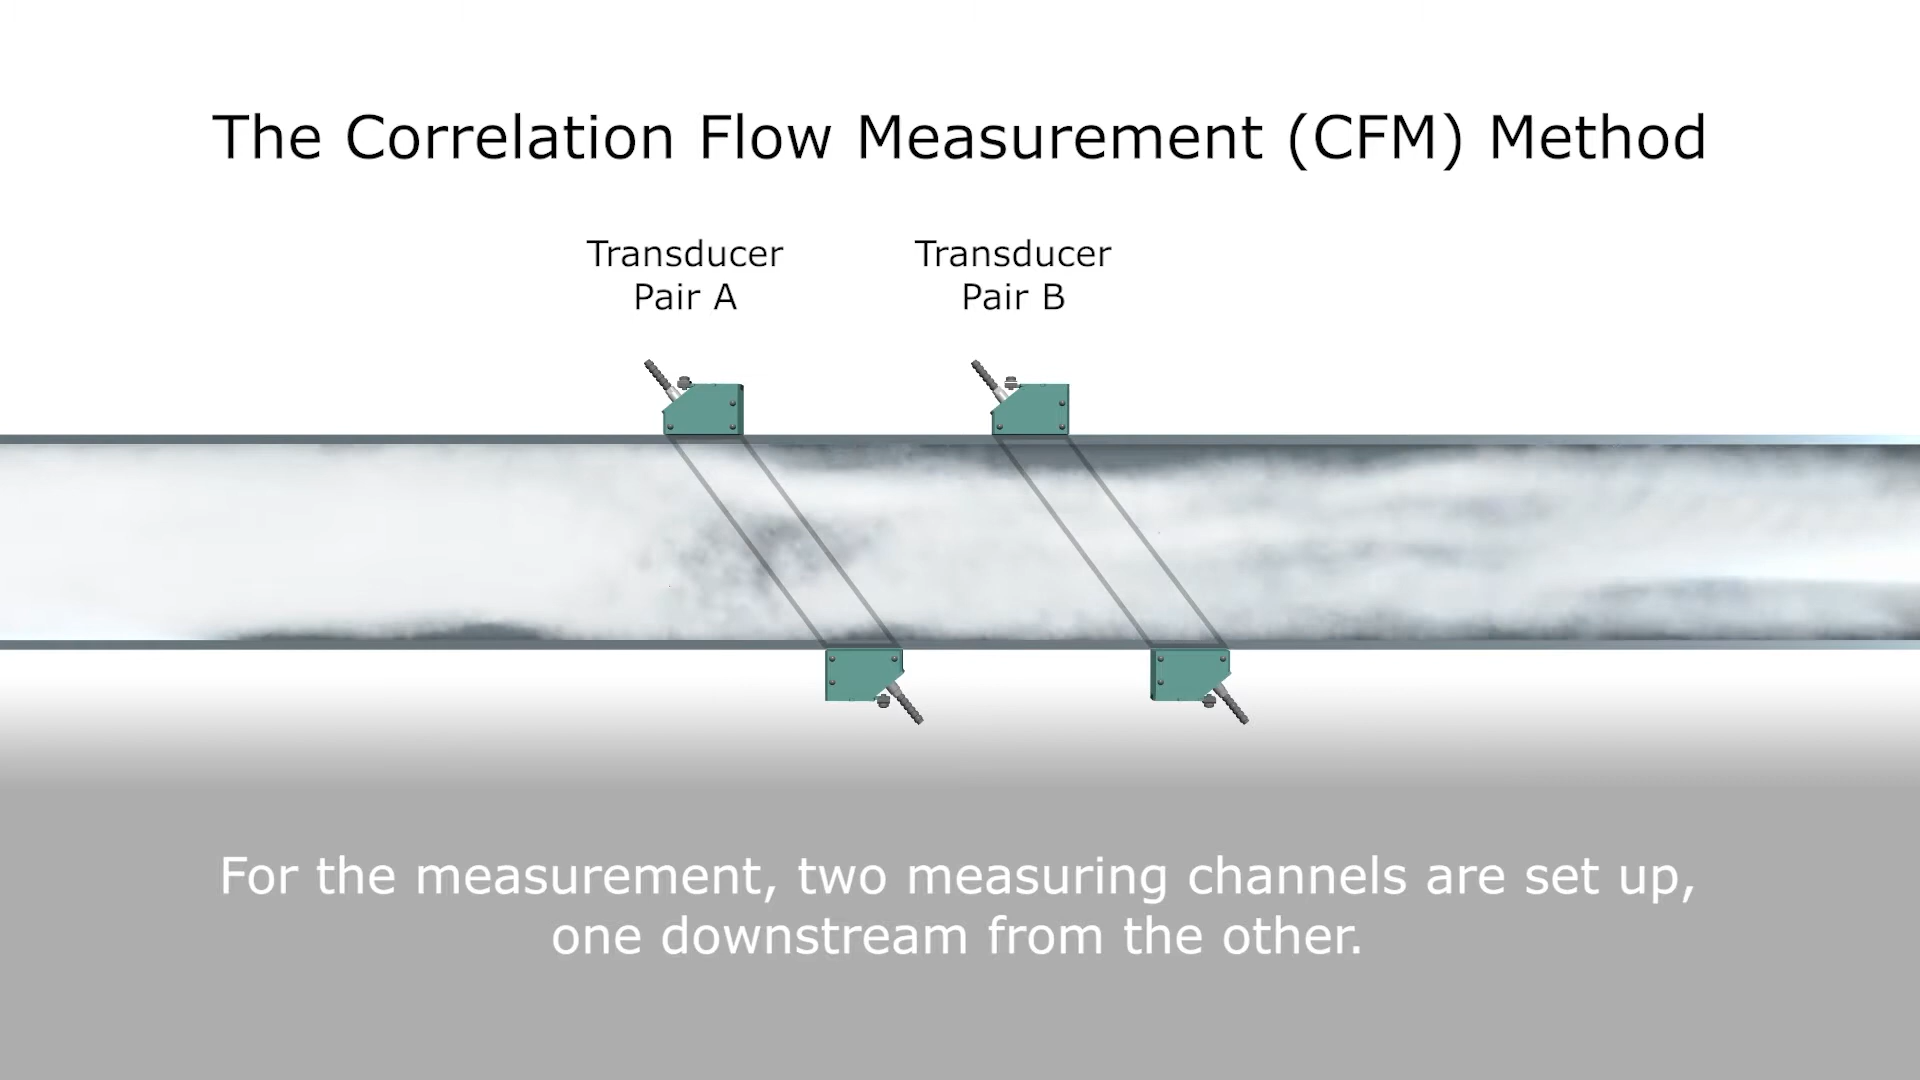 The Correlation Flow Measurement (CFM) Method
Transducer
Pair A
Transducer
Pair B
For the measurement, two measuring channels are set up,
one downstream from the other.